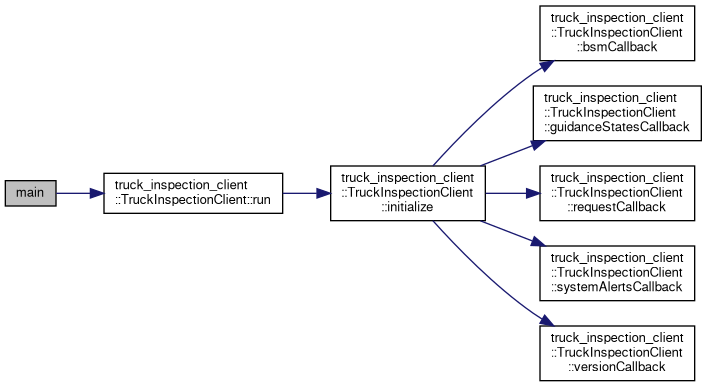 main
truck_inspection_client
::TruckInspectionClient::run
truck_inspection_client
::TruckInspectionClient
::initialize
truck_inspection_client
::TruckInspectionClient
::bsmCallback
truck_inspection_client
::TruckInspectionClient
::guidanceStatesCallback
truck_inspection_client
::TruckInspectionClient
::requestCallback
truck_inspection_client
::TruckInspectionClient
::systemAlertsCallback
truck_inspection_client
::TruckInspectionClient
::versionCallback